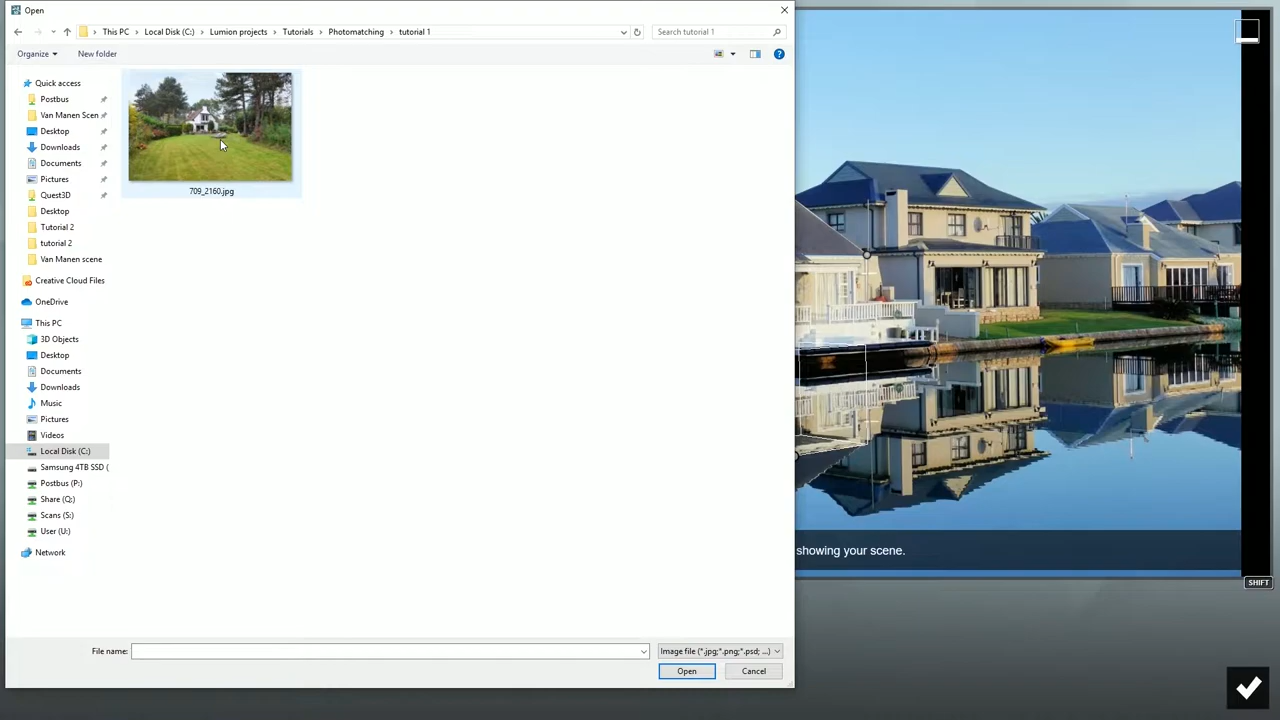 Open
This PC > Local Disk (C:) > Lumion projects > Tutorials > Photomatching > tutorial 1
Search tutorial 1
Organize
New folder
Quick access
Postbus
Van Manen Scen
Desktop
Downloads
Documents
Pictures
Quest3D
Desktop
Tutorial 2
tutorial 2
Van Manen scene
Creative Cloud Files
OneDrive
This PC
3D Objects
Desktop
Documents
Downloads
Music
Pictures
Videos
Local Disk (C:)
Samsung 4TB SSD (
Postbus (P:)
Share (Q:)
Scans (S:)
User (U:)
Network
709_2160.jpg
showing your scene.
SHIFT
File name:
Image file (*.jpg;*.png;*.psd; ...)
Open
Cancel